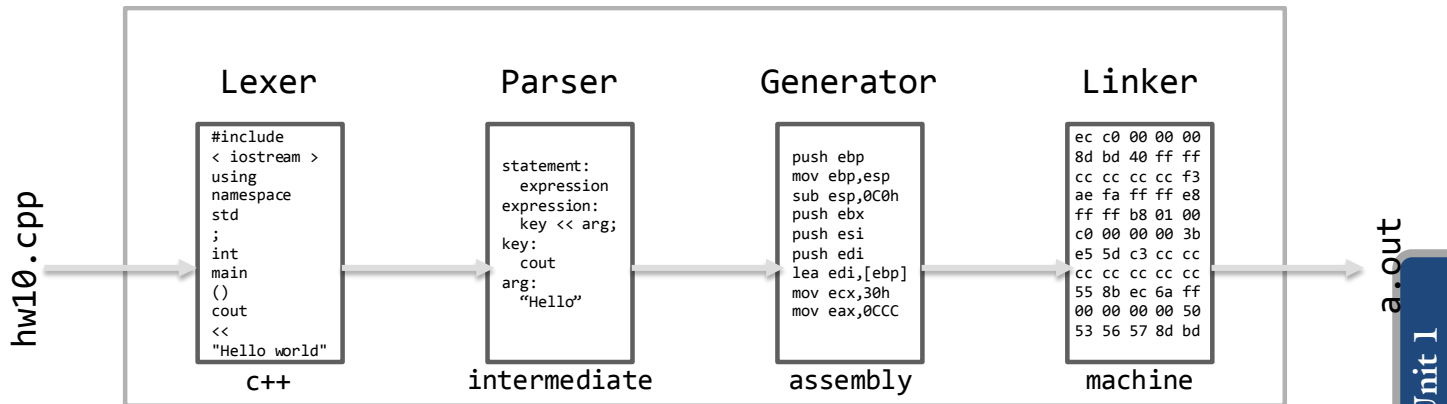 Lexer
Parser
Generator
Linker
hw10.cpp
#include
< iostream >
using
namespace
std
;
int
main
()
cout
<<
"Hello world"
c++
statement:
expression
expression:
key << arg;
key:
cout
arg:
“Hello”
intermediate
push ebp
mov ebp,esp
sub esp,0C0h
push ebx
push esi
push edi
lea edi,[ebp]
mov ecx,30h
mov eax,0CCC
assembly
ec c0 00 00 00
8d bd 40 ff ff
cc cc cc cc f3
ae fa ff ff e8
ff ff b8 01 00
c0 00 00 00 3b
e5 5d c3 cc cc
cc cc cc cc cc
55 8b ec 6a ff
00 00 00 00 50
53 56 57 8d bd
machine
a.out
Unit 1